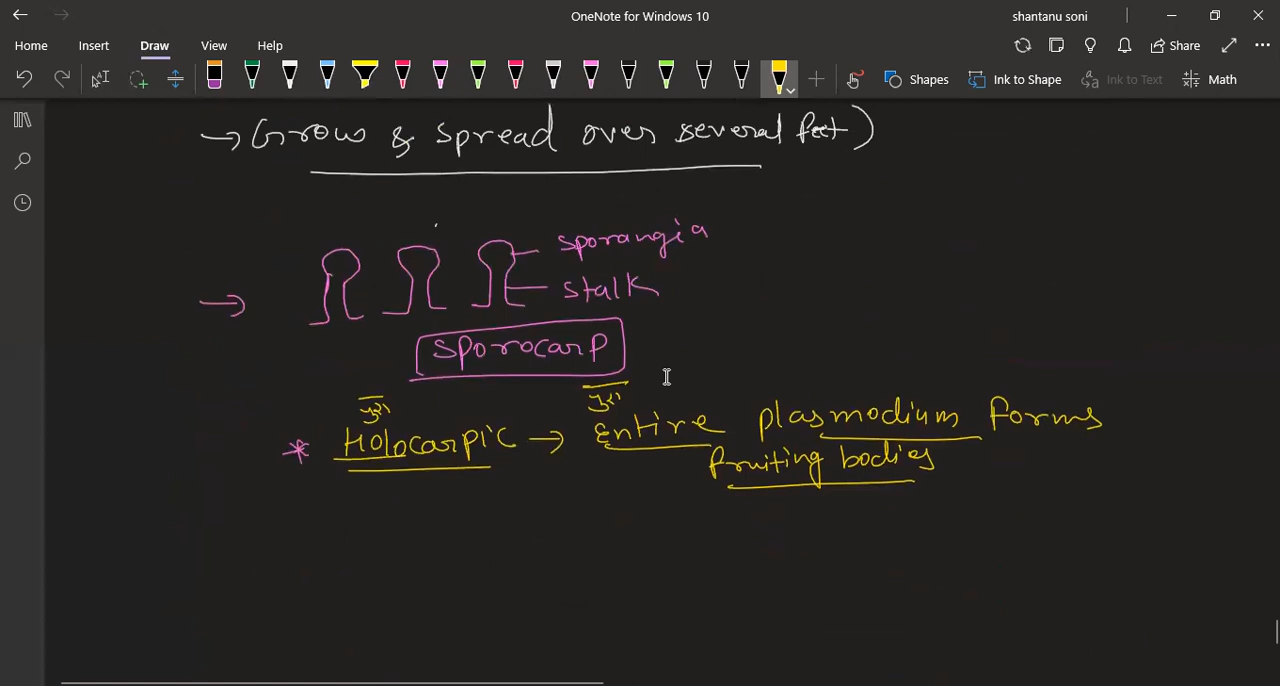 OneNote for Windows 10
shantanu soni
Home Insert Draw View Help
Share
Shapes Ink to Shape Ink to Text Math
→ Grow & spread over several feet)
sporangia
→ stalk
sporocarp
पूरा पूरा
* Holocarpic → Entire plasmodium forms
fruiting bodies